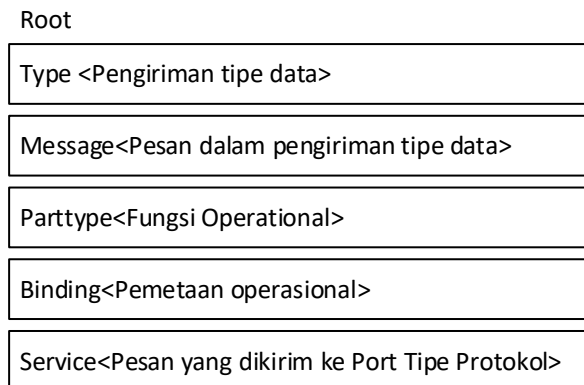 Root
Type <Pengiriman tipe data>
Message<Pesan dalam pengiriman tipe data>
Parttype<Fungsi Operational>
Binding<Pemetaan operasional>
Service<Pesan yang dikirim ke Port Tipe Protokol>